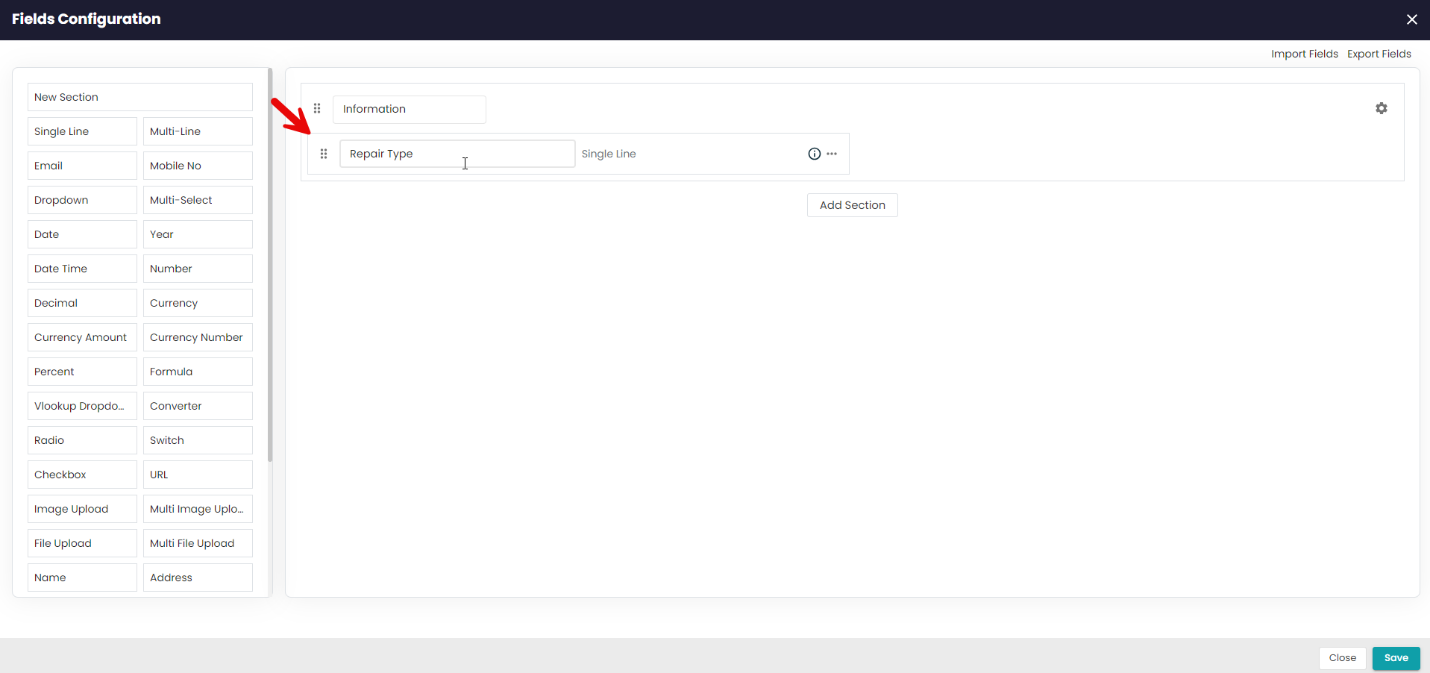 Fields Configuration
Import Fields Export Fields
New Section
Single Line Multi-Line
Email Mobile No
Dropdown Multi-Select
Date Year
Date Time Number
Decimal Currency
Currency Amount Currency Number
Percent Formula
Vlookup Dropdo... Converter
Radio Switch
Checkbox URL
Image Upload Multi Image Uplo...
File Upload Multi File Upload
Name Address
Information
Repair Type Single Line
Add Section
Close Save